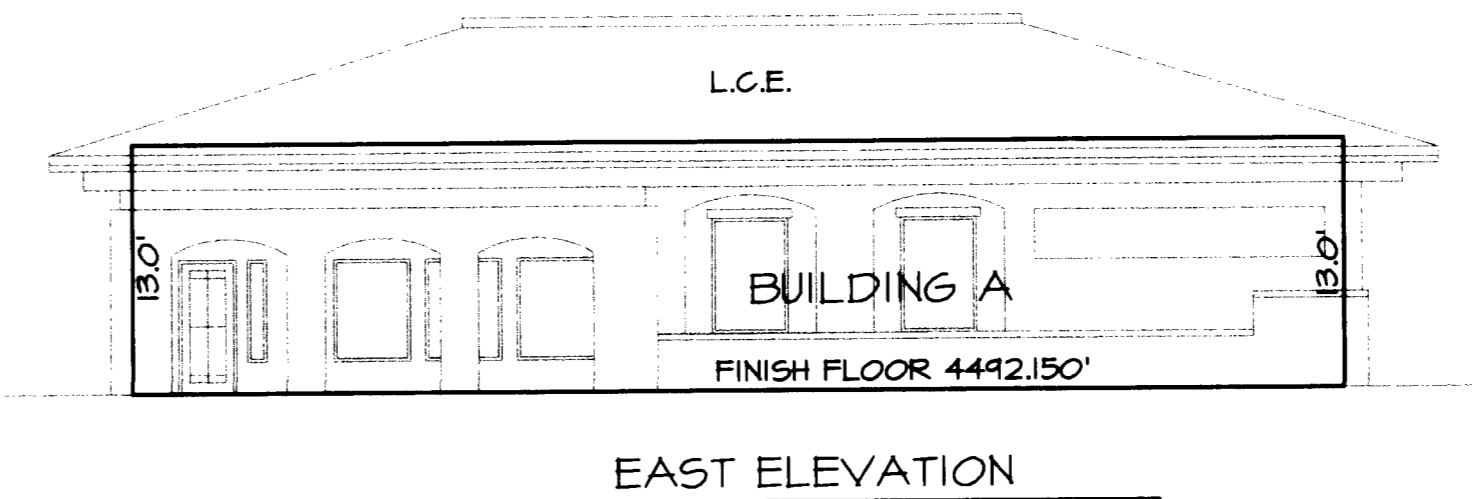 L.C.E.
13.0'
13.0'
BUILDING A
FINISH FLOOR 4492.150'
EAST ELEVATION